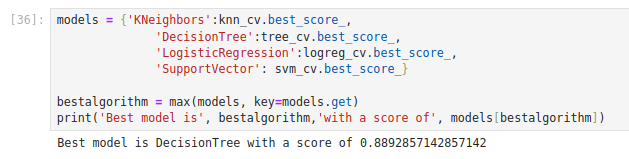 [36]: models = {'KNeighbors':knn_cv.best_score_,
'DecisionTree':tree_cv.best_score_,
'LogisticRegression':logreg_cv.best_score_,
'SupportVector': svm_cv.best_score_}
bestalgorithm = max(models, key=models.get)
print('Best model is', bestalgorithm,'with a score of', models[bestalgorithm])
Best model is DecisionTree with a score of 0.8892857142857142